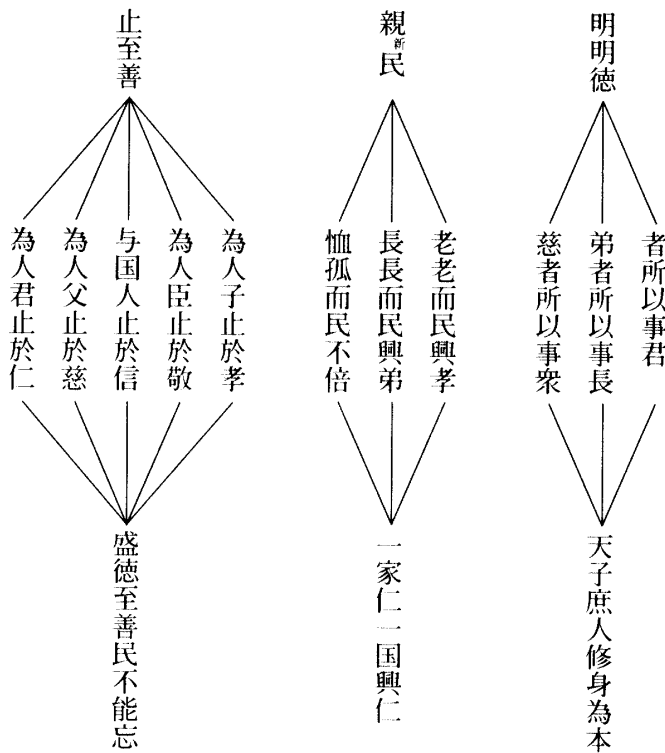 明明徳
者所以事君
弟者所以事長
慈者所以事衆
天子庶人修身為本
親民
新
老老而民興孝
長長而民興弟
恤孤而民不倍
一家仁一国興仁
止至善
為人子止於孝
為人臣止於敬
与国人止於信
為人父止於慈
為人君止於仁
盛徳至善民不能忘